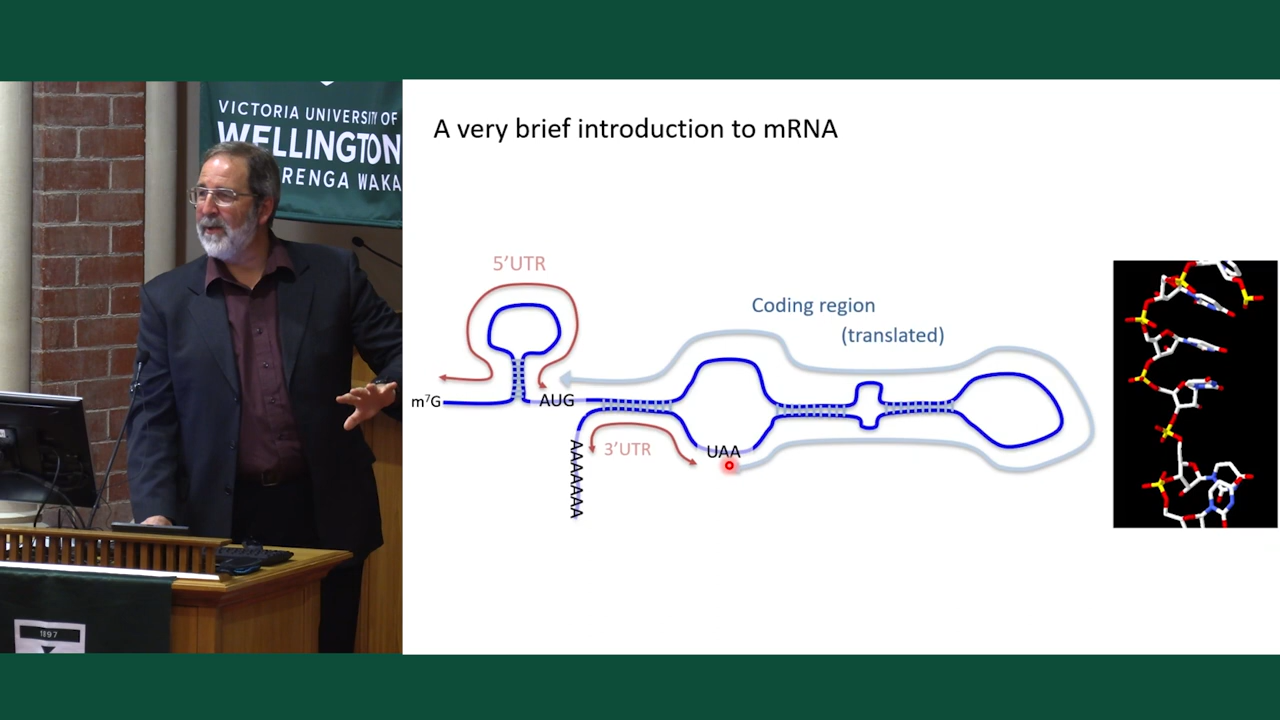 VICTORIA UNIVERSITY OF
WELLINGTON
RENGA WAKA
1897
A very brief introduction to mRNA
5'UTR
Coding region
(translated)
m⁷G
AUG
3'UTR
UAA
AAAAAAA